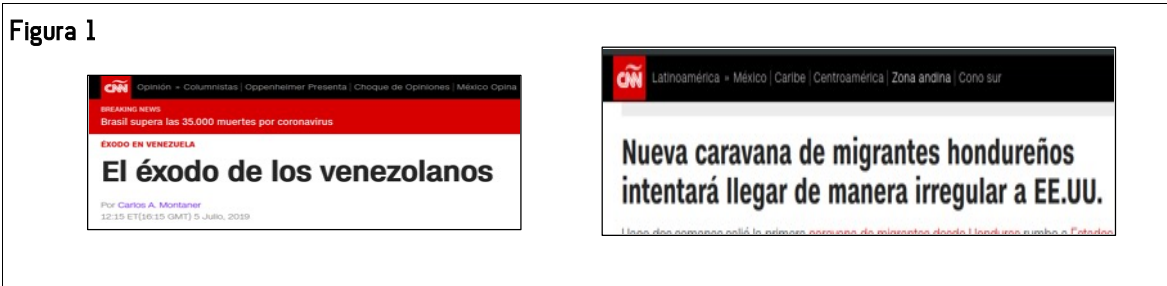 Figura 1
CNN Opinión » Columnistas | Oppenheimer Presenta | Choque de Opiniones | México Opina
BREAKING NEWS
Brasil supera las 35.000 muertes por coronavirus
ÉXODO EN VENEZUELA
El éxodo de los venezolanos
Por Carlos A. Montaner
12:15 ET(16:15 GMT) 5 Julio, 2019
CNN Latinoamérica » México | Caribe | Centroamérica | Zona andina | Cono sur
Nueva caravana de migrantes hondureños
intentará llegar de manera irregular a EE.UU.